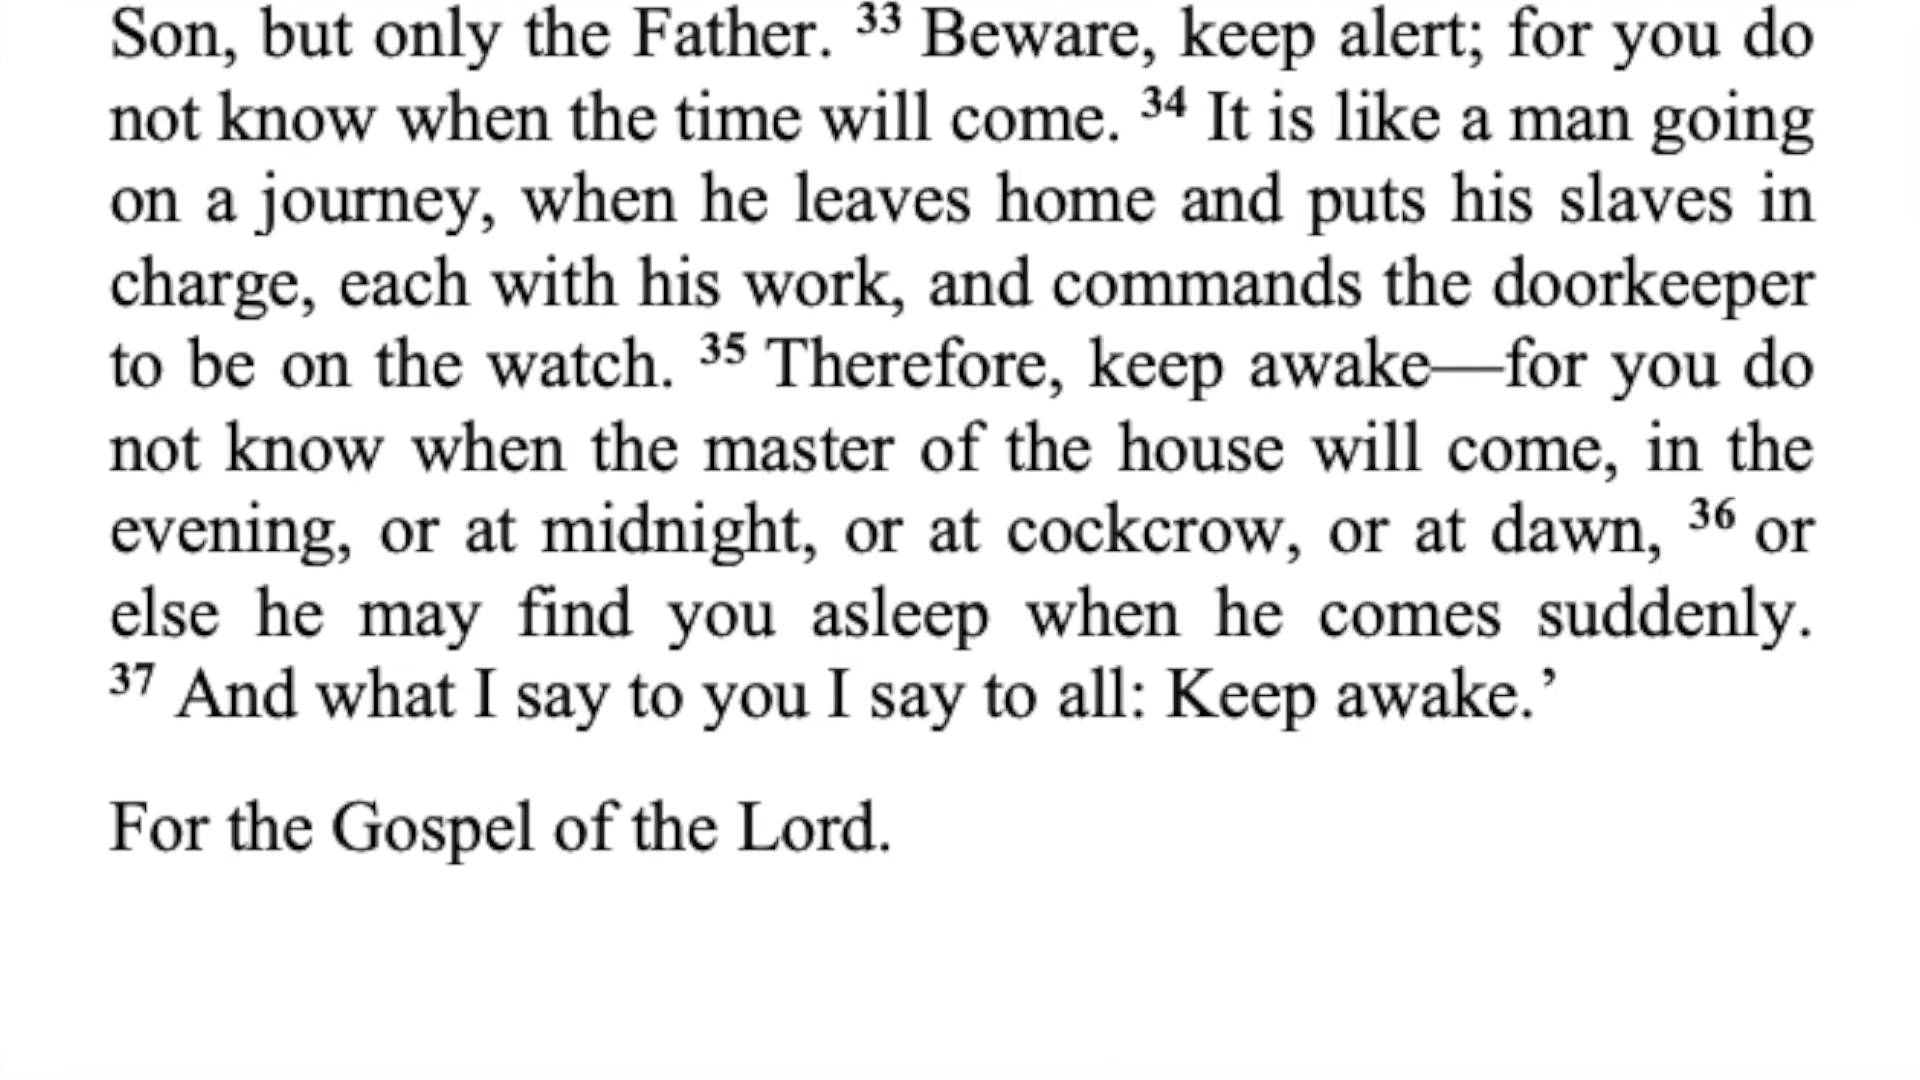 Son, but only the Father. 33 Beware, keep alert; for you do
not know when the time will come. 34 It is like a man going
on a journey, when he leaves home and puts his slaves in
charge, each with his work, and commands the doorkeeper
to be on the watch. 35 Therefore, keep awake—for you do
not know when the master of the house will come, in the
evening, or at midnight, or at cockcrow, or at dawn, 36 or
else he may find you asleep when he comes suddenly.
37 And what I say to you I say to all: Keep awake.’
For the Gospel of the Lord.